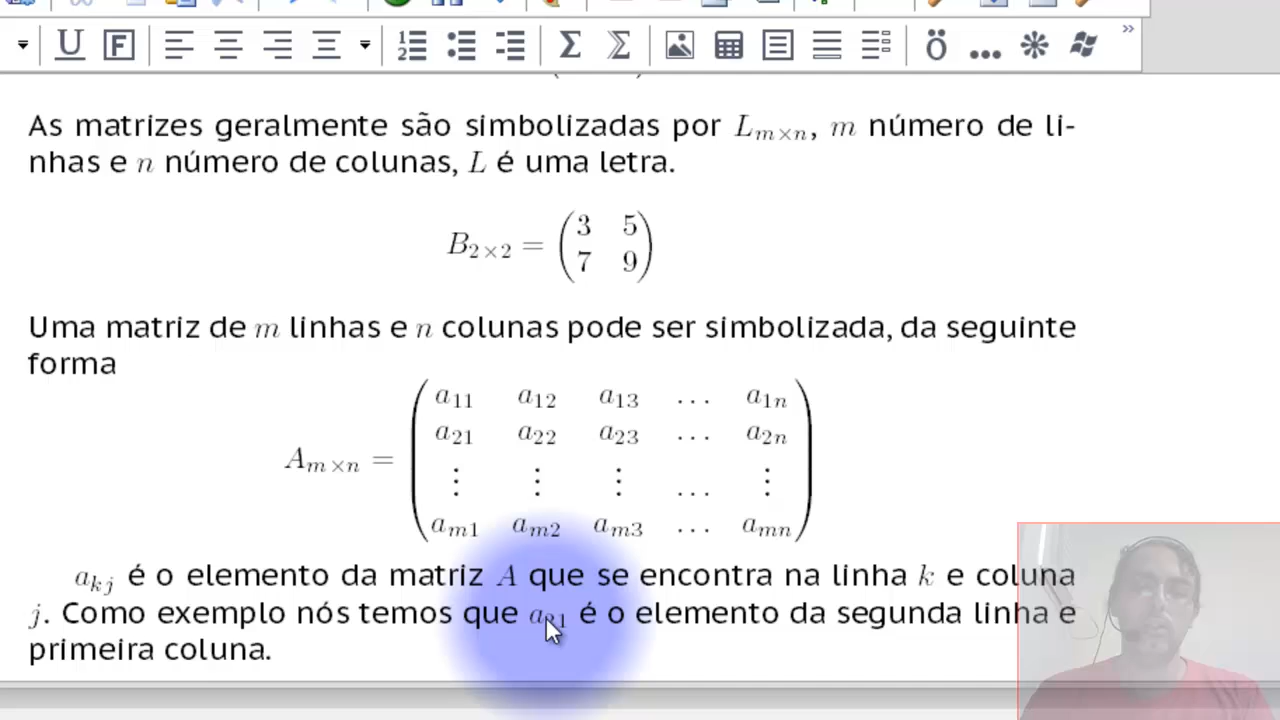 As matrizes geralmente são simbolizadas por L_{m×n}, m número de li-
nhas e n número de colunas, L é uma letra.
B_{2×2} = (3 5
7 9)
Uma matriz de m linhas e n colunas pode ser simbolizada, da seguinte
forma
a_{11} a_{12} a_{13} ... a_{1n}
a_{21} a_{22} a_{23} ... a_{2n}
A_{m×n} = ⋮ ⋮ ⋮ ... ⋮
a_{m1} a_{m2} a_{m3} ... a_{mn}
a_{kj} é o elemento da matriz A que se encontra na linha k e coluna
j. Como exemplo nós temos que a_{21} é o elemento da segunda linha e
primeira coluna.